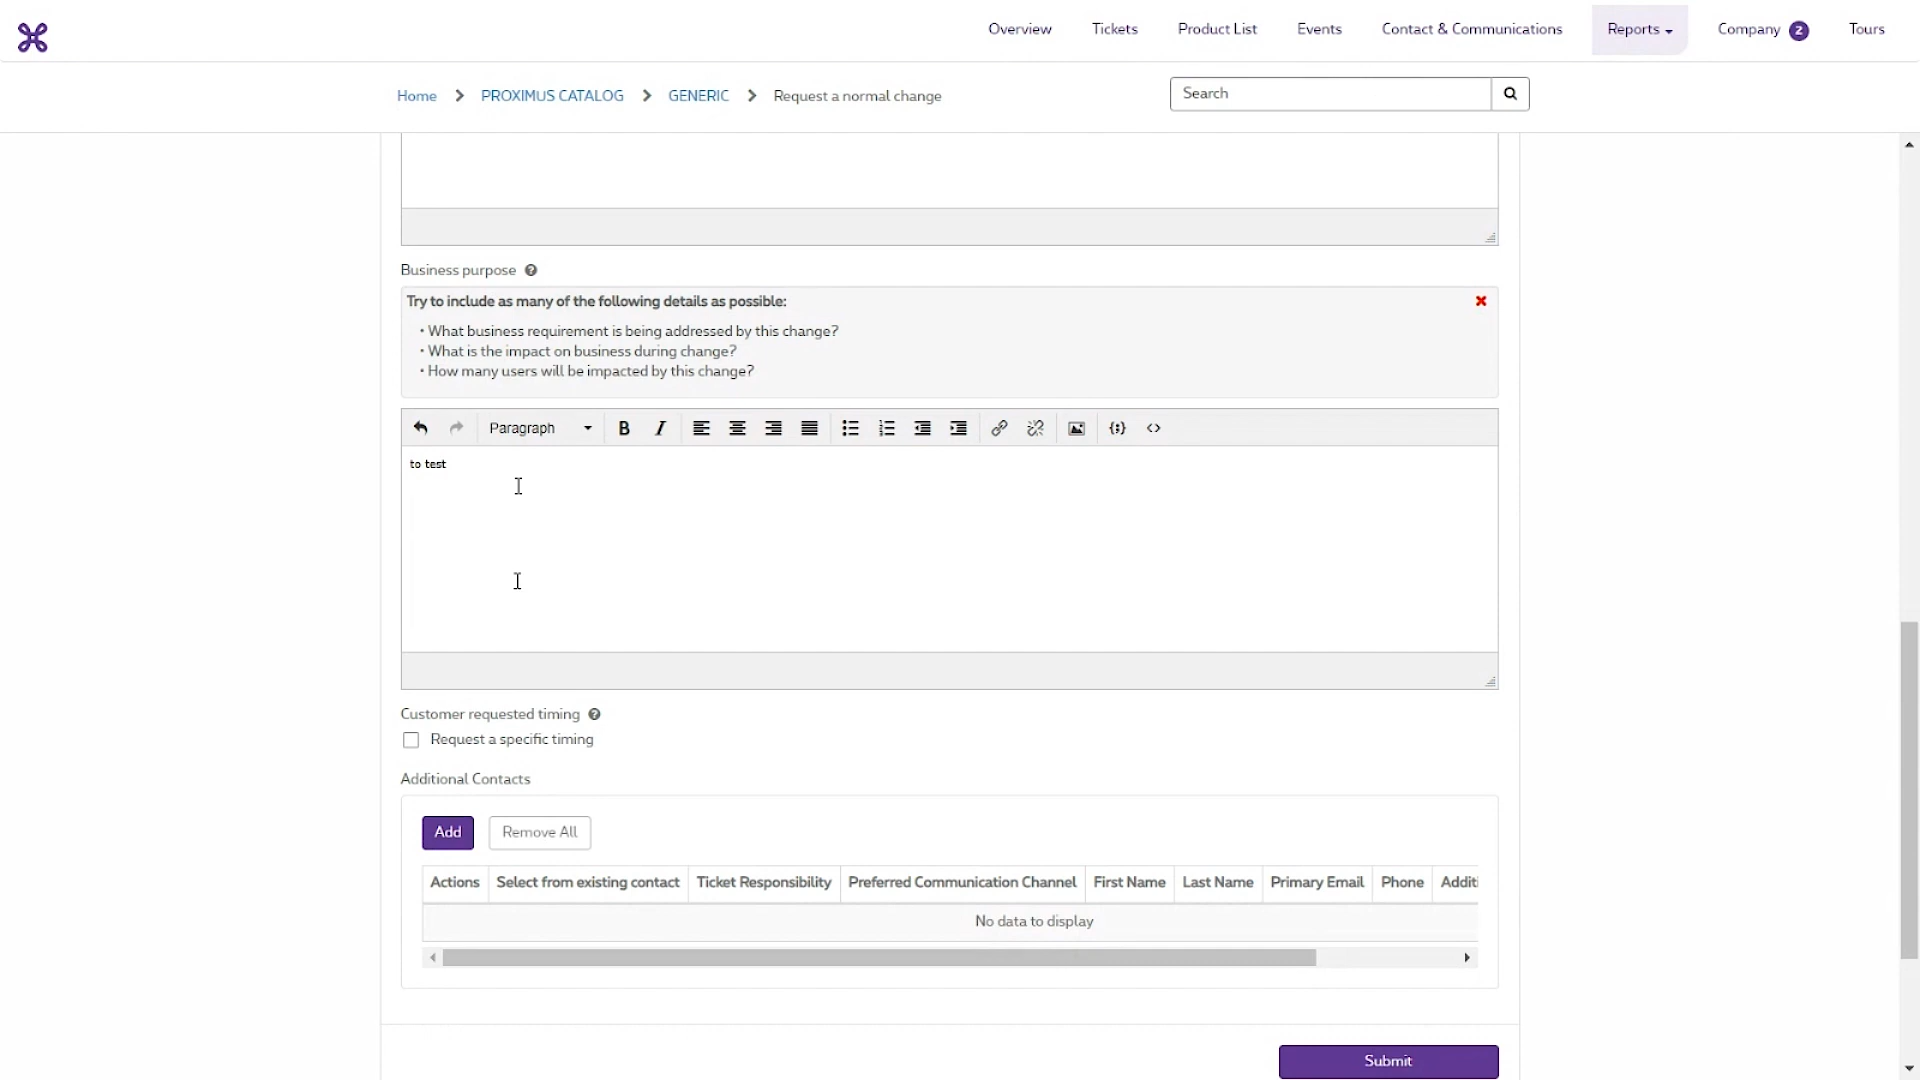 Overview Tickets Product List Events Contact & Communications Reports Company 2 Tours
Home PROXIMUS CATALOG GENERIC Request a normal change
Search
Business purpose
Try to include as many of the following details as possible:
• What business requirement is being addressed by this change?
• What is the impact on business during change?
• How many users will be impacted by this change?
Paragraph
to test
Customer requested timing
Request a specific timing
Additional Contacts
Add Remove All
Actions Select from existing contact Ticket Responsibility Preferred Communication Channel First Name Last Name Primary Email Phone Additi
No data to display
Submit